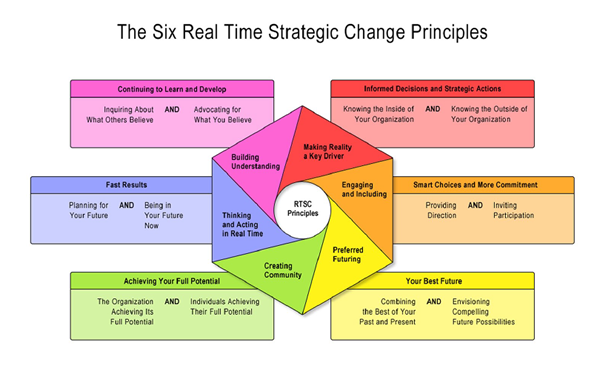 The Six Real Time Strategic Change Principles
Continuing to Learn and Develop
Inquiring About AND Advocating for
What Others Believe What You Believe
Informed Decisions and Strategic Actions
Knowing the Inside of AND Knowing the Outside of
Your Organization Your Organization
Building
Understanding
Making Reality
a Key Driver
Fast Results
Planning for AND Being in
Your Future Your Future
Now
Thinking
and Acting
in Real Time
RTSC
Principles
Engaging
and Including
Smart Choices and More Commitment
Providing AND Inviting
Direction Participation
Creating
Community
Preferred
Futuring
Achieving Your Full Potential
The Organization AND Individuals Achieving
Achieving Its Their Full Potential
Full Potential
Your Best Future
Combining AND Envisioning
the Best of Your Compelling
Past and Present Future Possibilities